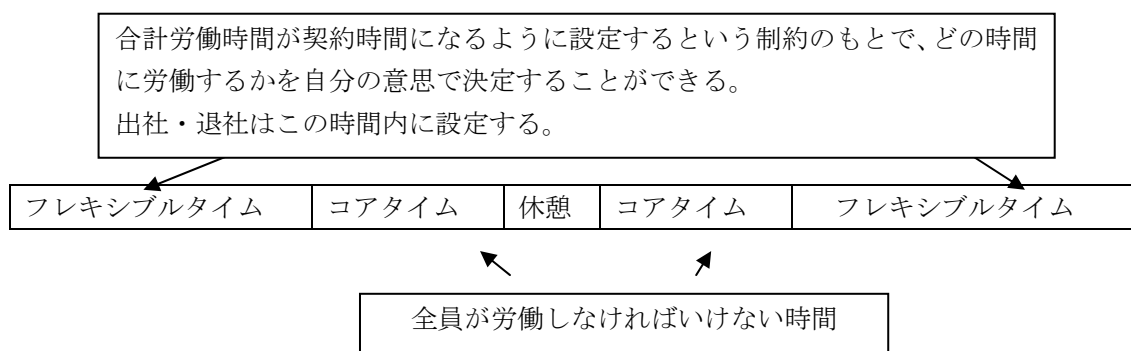 合計労働時間が契約時間になるように設定するという制約のもとで、どの時間
に労働するかを自分の意思で決定することができる。
出社・退社はこの時間内に設定する。
フレキシブルタイム コアタイム 休憩 コアタイム フレキシブルタイム
全員が労働しなければいけない時間